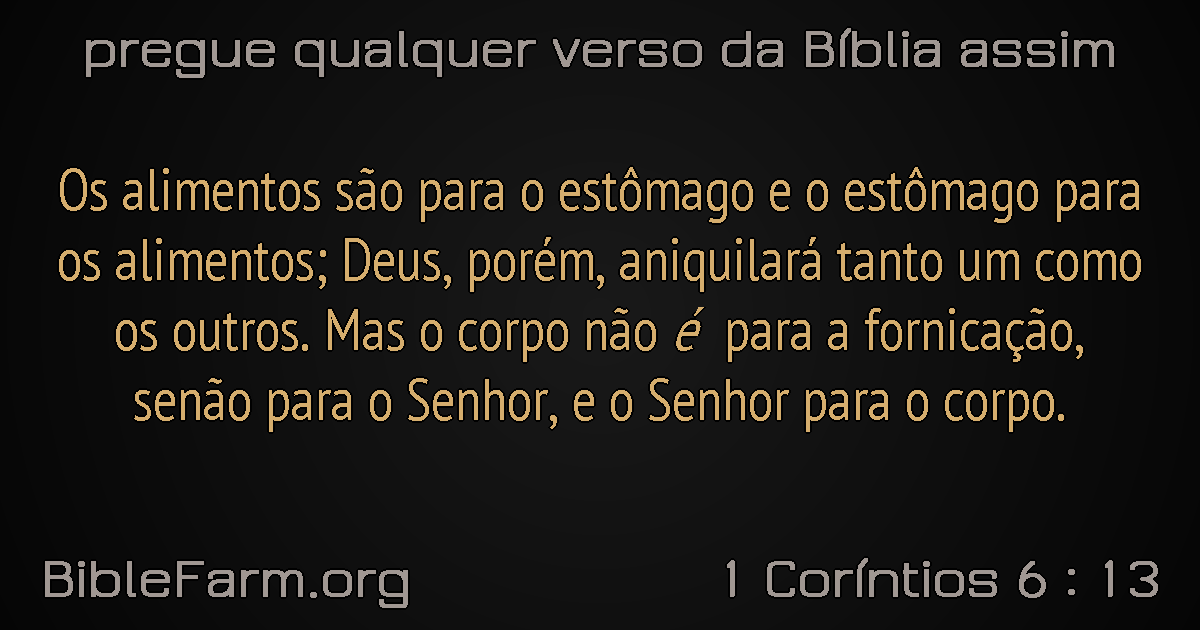 pregue qualquer verso da Bíblia assim
Os alimentos são para o estômago e o estômago para
os alimentos; Deus, porém, aniquilará tanto um como
os outros. Mas o corpo não é para a fornicação,
senão para o Senhor, e o Senhor para o corpo.
BibleFarm.org
1 Coríntios 6 : 13